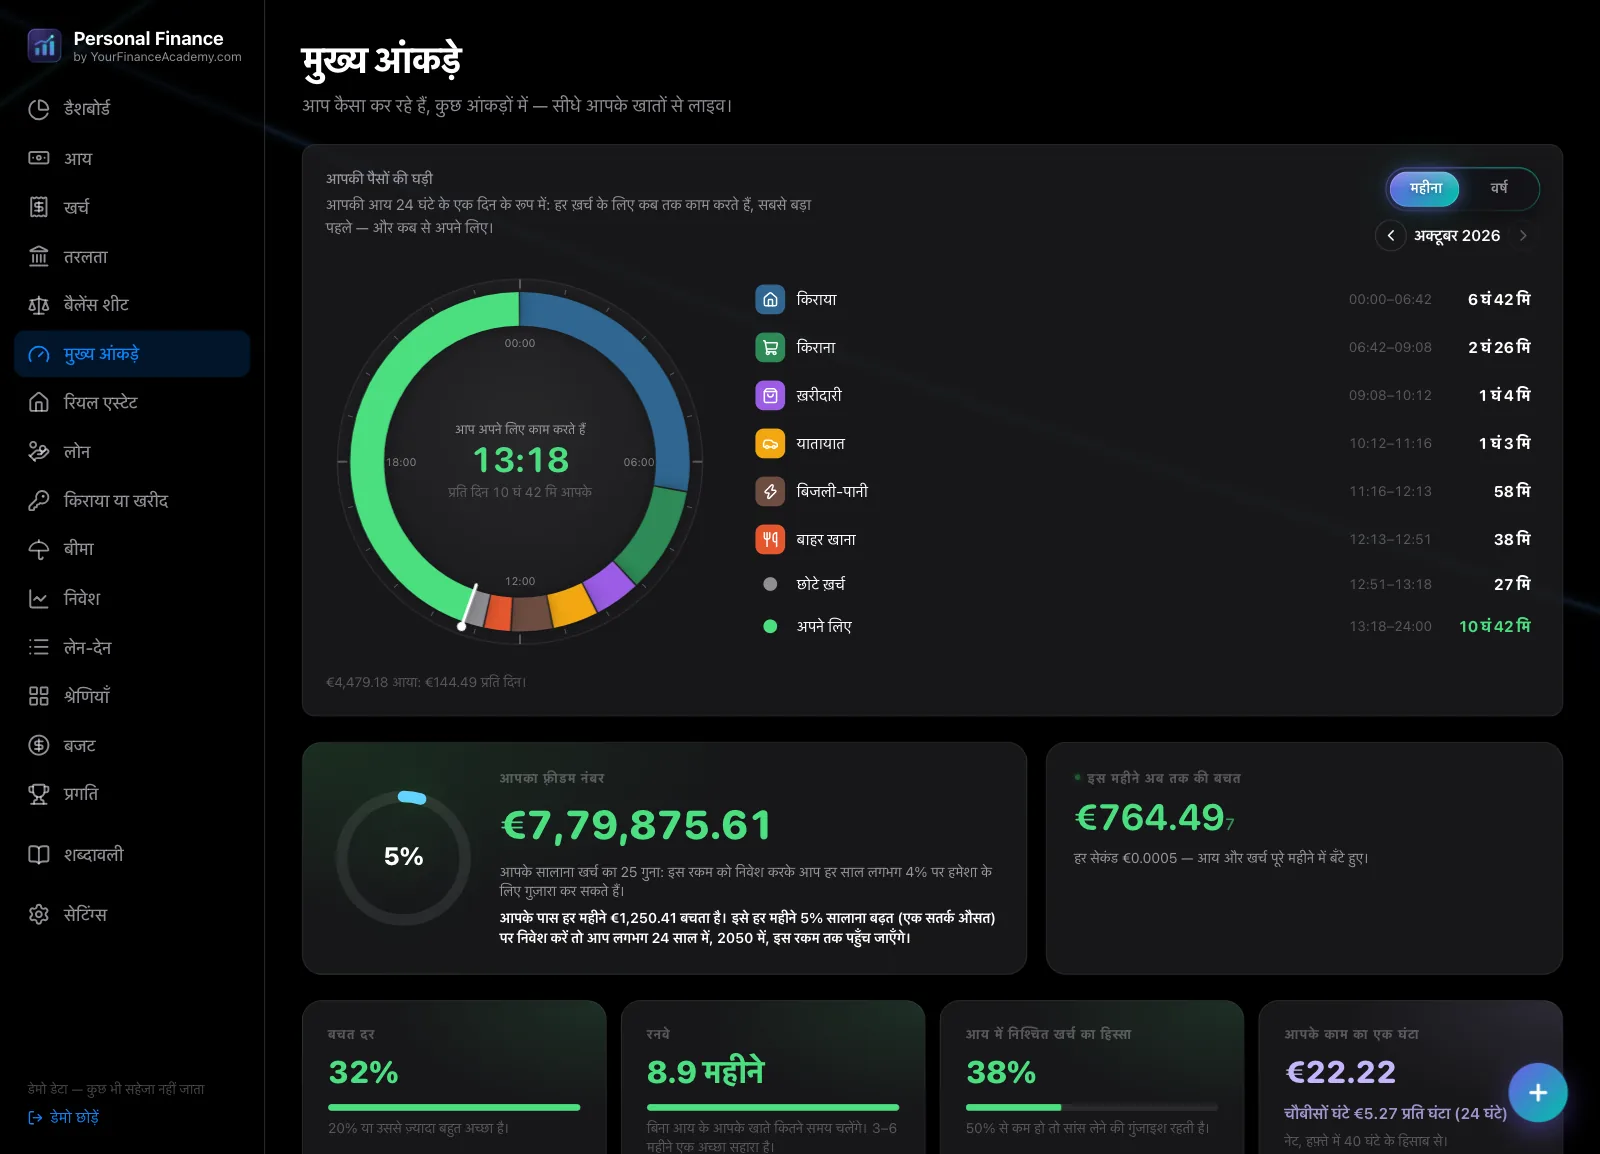 Personal Finance
by YourFinanceAcademy.com
डैशबोर्ड
आय
खर्च
तरलता
बैलेंस शीट
मुख्य आंकड़े
रियल एस्टेट
लोन
किराया या खरीद
बीमा
निवेश
लेन-देन
श्रेणियाँ
बजट
प्रगति
शब्दावली
सेटिंग्स
डेमो डेटा — कुछ भी सहेजा नहीं जाता
डेमो छोड़ें
मुख्य आंकड़े
आप कैसा कर रहे हैं, कुछ आंकड़ों में — सीधे आपके खातों से लाइव।
आपकी पैसों की घड़ी
आपकी आय 24 घंटे के एक दिन के रूप में: हर ख़र्च के लिए कब तक काम करते हैं, सबसे बड़ा
पहले — और कब से अपने लिए।
महीना
वर्ष
अक्टूबर 2026
00:00
06:00
12:00
18:00
आप अपने लिए काम करते हैं
13:18
प्रति दिन 10 घं 42 मि आपके
किराया 00:00–06:42 6 घं 42 मि
किराना 06:42–09:08 2 घं 26 मि
ख़रीदारी 09:08–10:12 1 घं 4 मि
यातायात 10:12–11:16 1 घं 3 मि
बिजली-पानी 11:16–12:13 58 मि
बाहर खाना 12:13–12:51 38 मि
छोटे ख़र्च 12:51–13:18 27 मि
अपने लिए 13:18–24:00 10 घं 42 मि
€4,479.18 आया: €144.49 प्रति दिन।
आपका फ़्रीडम नंबर
5%
€7,79,875.61
आपके सालाना खर्च का 25 गुना: इस रकम को निवेश करके आप हर साल लगभग 4% पर हमेशा के
लिए गुज़ारा कर सकते हैं।
आपके पास हर महीने €1,250.41 बचता है। इसे हर महीने 5% सालाना बढ़त (एक सतर्क औसत)
पर निवेश करें तो आप लगभग 24 साल में, 2050 में, इस रकम तक पहुँच जाएँगे।
इस महीने अब तक की बचत
€764.497
हर सेकंड €0.0005 — आय और खर्च पूरे महीने में बँटे हुए।
बचत दर
32%
20% या उससे ज़्यादा बहुत अच्छा है।
रनवे
8.9 महीने
बिना आय के आपके खाते कितने समय चलेंगे। 3–6
महीने एक अच्छा सहारा है।
आय में निश्चित खर्च का हिस्सा
38%
50% से कम हो तो सांस लेने की गुंजाइश रहती है।
आपके काम का एक घंटा
€22.22
चौबीसों घंटे €5.27 प्रति घंटा (24 घंटे)
नेट, हफ़्ते में 40 घंटे के हिसाब से।